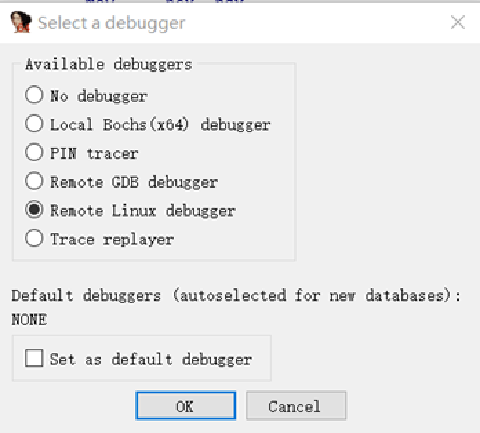 Select a debugger
Available debuggers
No debugger
Local Bochs(x64) debugger
PIN tracer
Remote GDB debugger
Remote Linux debugger
Trace replayer
Default debuggers (autoselected for new databases):
NONE
Set as default debugger
OK
Cancel